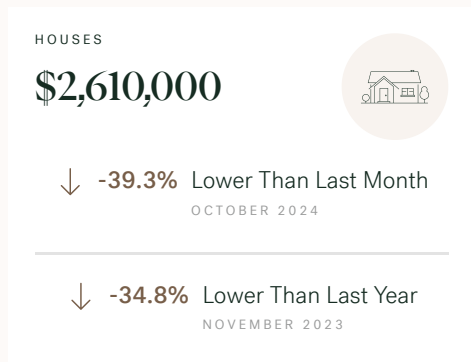 HOUSES
$2,610,000
-39.3% Lower Than Last Month
OCTOBER 2024
-34.8% Lower Than Last Year
NOVEMBER 2023